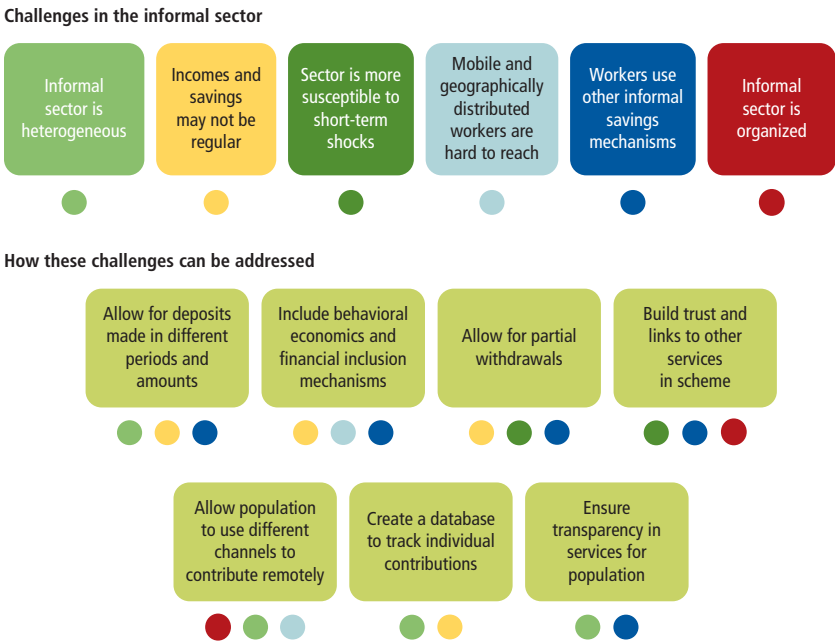 Challenges in the informal sector
Informal
sector is
heterogeneous
Incomes and
savings
may not be
regular
Sector is more
susceptible to
short-term
shocks
Mobile and
geographically
distributed
workers are
hard to reach
Workers use
other informal
savings
mechanisms
Informal
sector is
organized
How these challenges can be addressed
Allow for deposits
made in different
periods and
amounts
Include behavioral
economics and
financial inclusion
mechanisms
Allow for partial
withdrawals
Build trust and
links to other
services
in scheme
Allow population
to use different
channels to
contribute remotely
Create a database
to track individual
contributions
Ensure
transparency in
services for
population